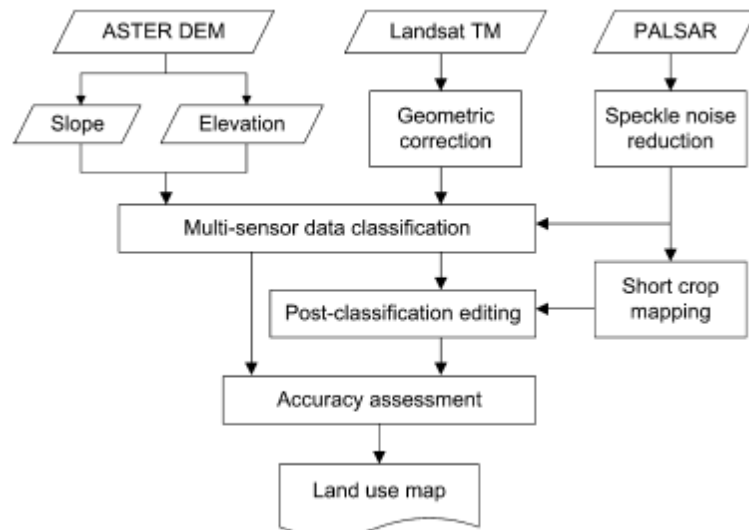 ASTER DEM
Landsat TM
PALSAR
Slope
Elevation
Geometric
correction
Speckle noise
reduction
Multi-sensor data classification
Short crop
mapping
Post-classification editing
Accuracy assessment
Land use map